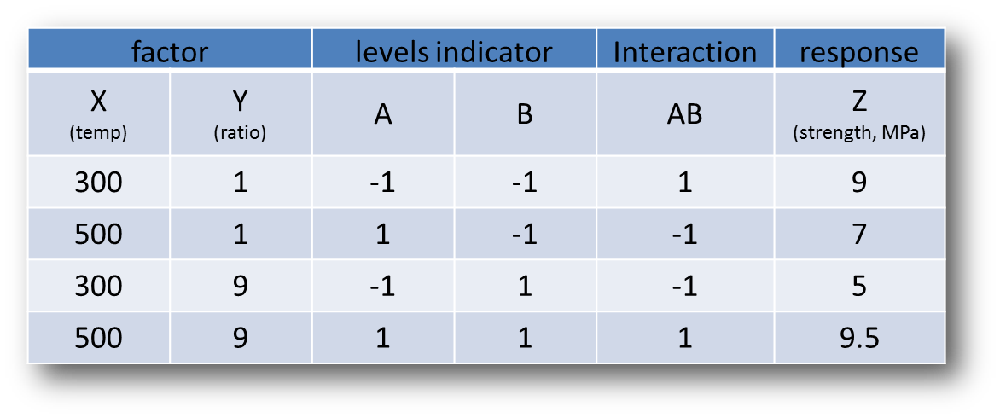 factor levels indicator Interaction response
X Y A B AB Z
(temp) (ratio) (strength, MPa)
300 1 -1 -1 1 9
500 1 1 -1 -1 7
300 9 -1 1 -1 5
500 9 1 1 1 9.5